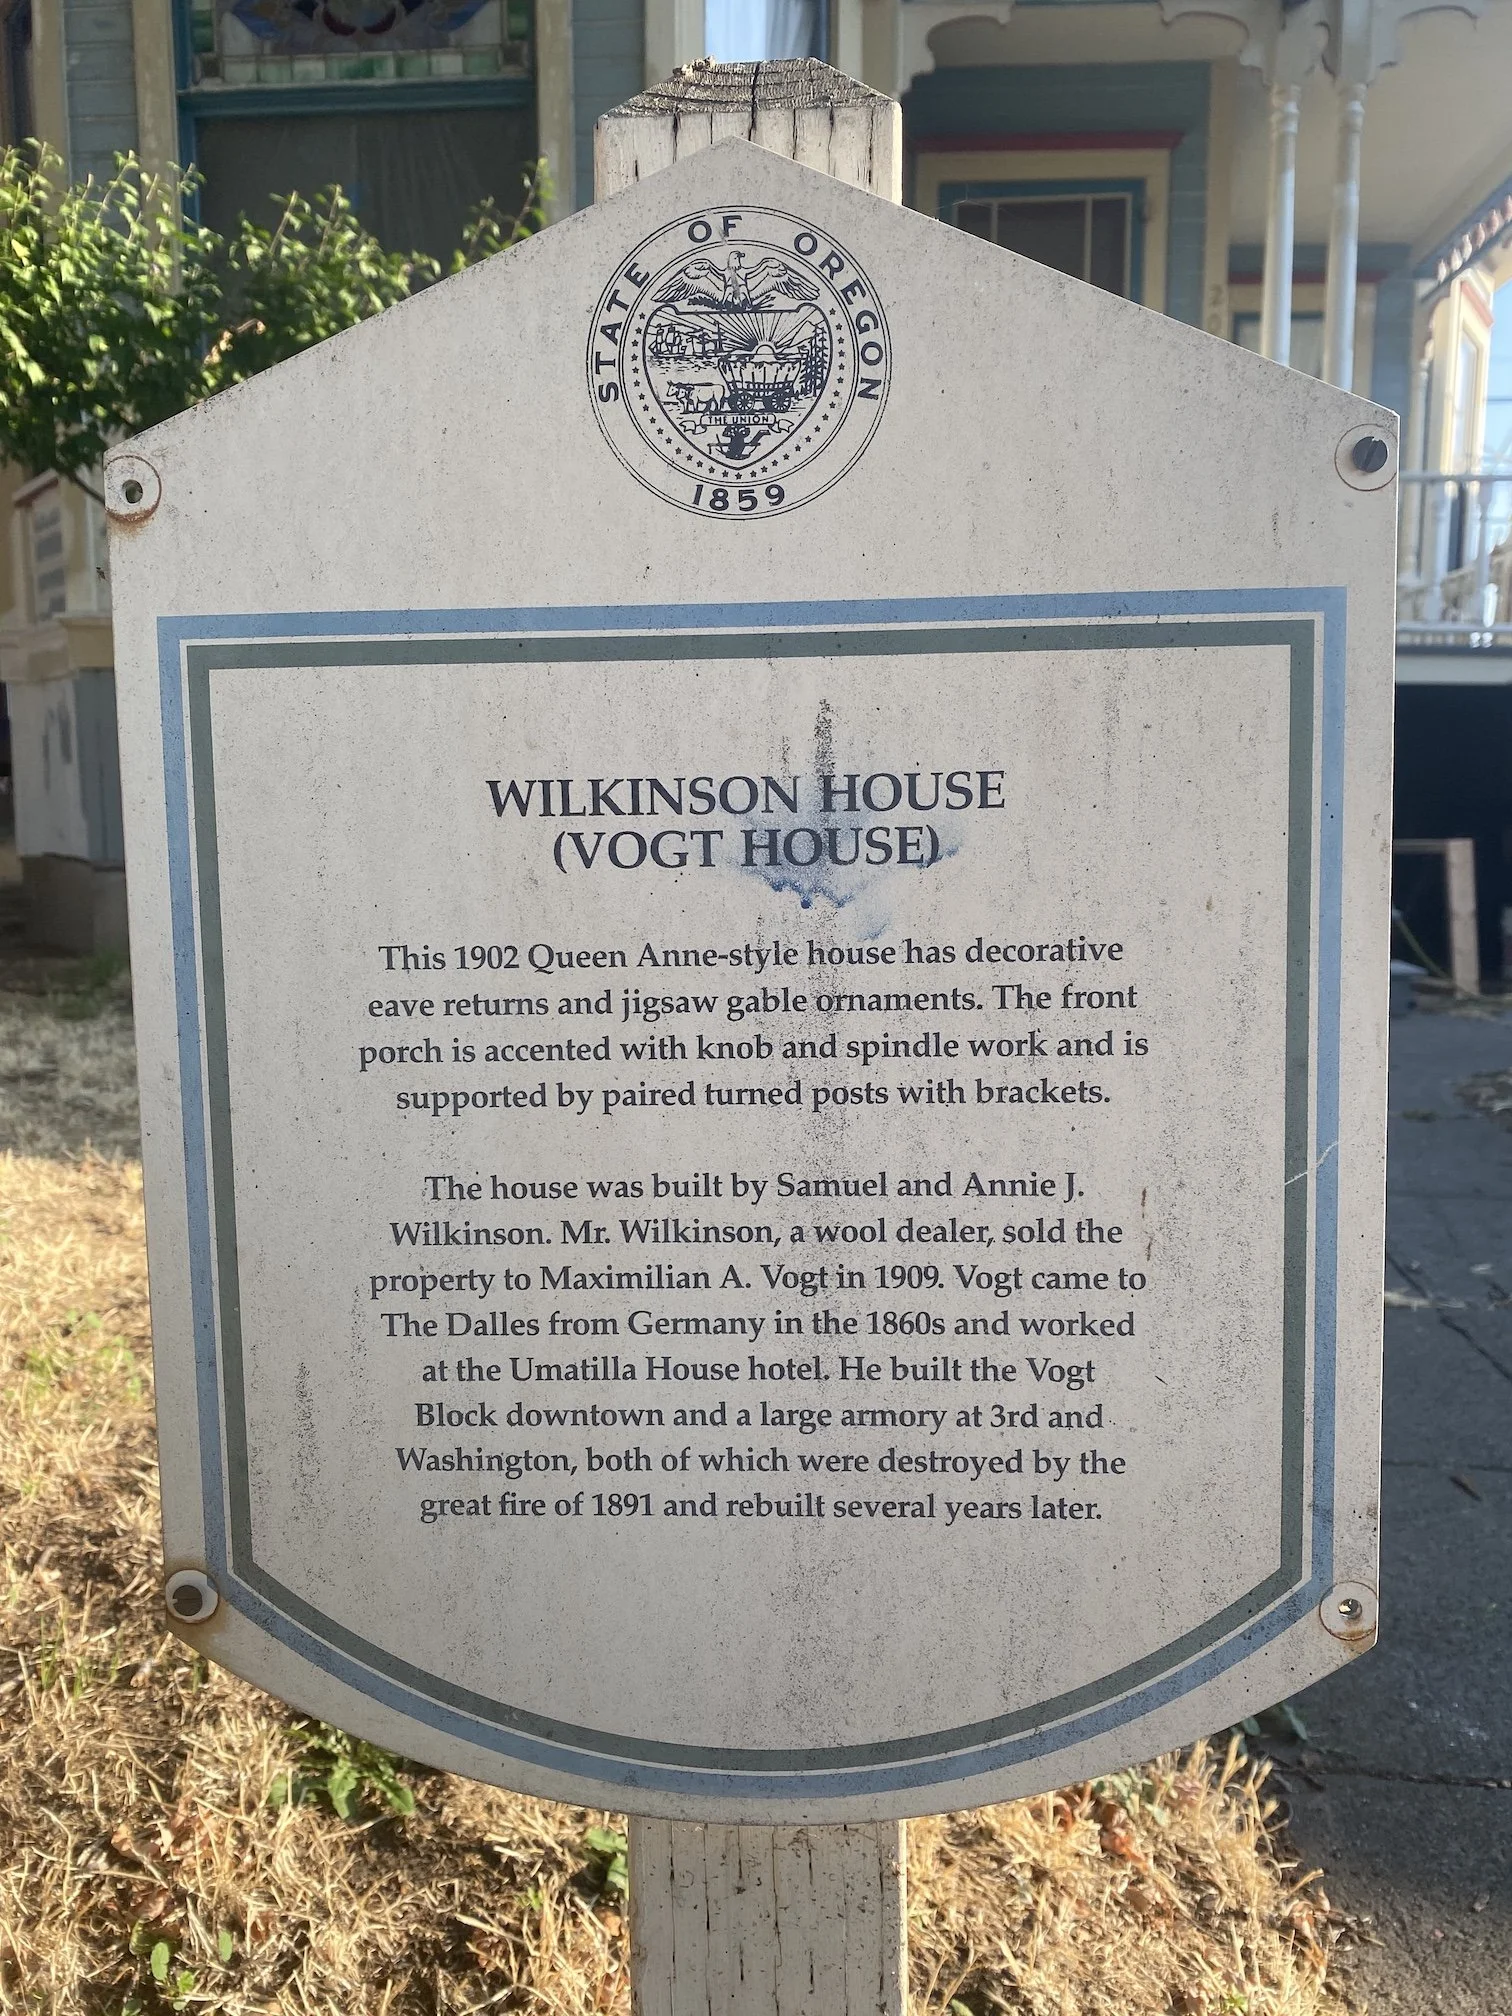 STATE OF OREGON
THE UNION
1859
WILKINSON HOUSE
(VOGT HOUSE)
This 1902 Queen Anne-style house has decorative
eave returns and jigsaw gable ornaments. The front
porch is accented with knob and spindle work and is
supported by paired turned posts with brackets.
The house was built by Samuel and Annie J.
Wilkinson. Mr. Wilkinson, a wool dealer, sold the
property to Maximilian A. Vogt in 1909. Vogt came to
The Dalles from Germany in the 1860s and worked
at the Umatilla House hotel. He built the Vogt
Block downtown and a large armory at 3rd and
Washington, both of which were destroyed by the
great fire of 1891 and rebuilt several years later.